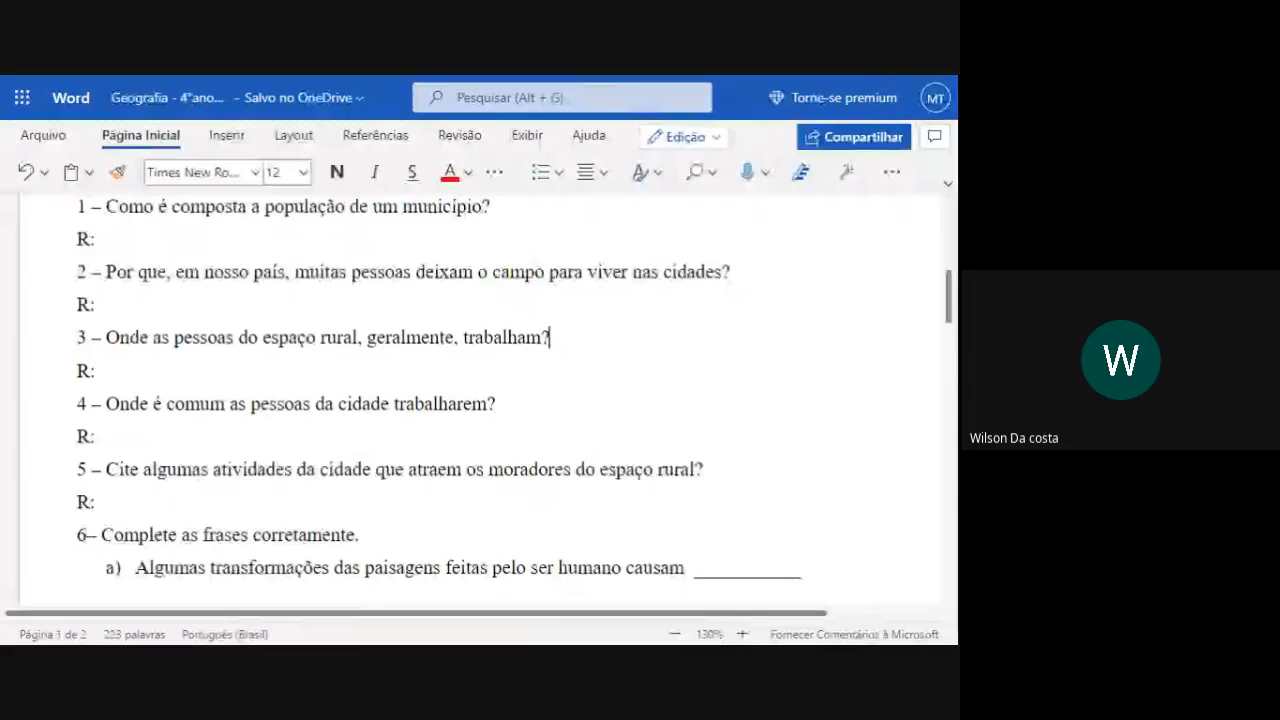 Word Geografia - 4°ano... - Salvo no OneDrive Pesquisar (Alt + G) Torne-se premium MT
Arquivo Página Inicial Inserir Layout Referências Revisão Exibir Ajuda Edição Compartilhar
Times New Ro... 12 N I S A
1 – Como é composta a população de um município?
R:
2 – Por que, em nosso país, muitas pessoas deixam o campo para viver nas cidades?
R:
3 – Onde as pessoas do espaço rural, geralmente, trabalham?
R:
4 – Onde é comum as pessoas da cidade trabalharem?
R:
5 – Cite algumas atividades da cidade que atraem os moradores do espaço rural?
R:
6– Complete as frases corretamente.
a) Algumas transformações das paisagens feitas pelo ser humano causam ___________
Página 1 de 2 223 palavras Português (Brasil) 130% Fornecer Comentários à Microsoft
W
Wilson Da costa